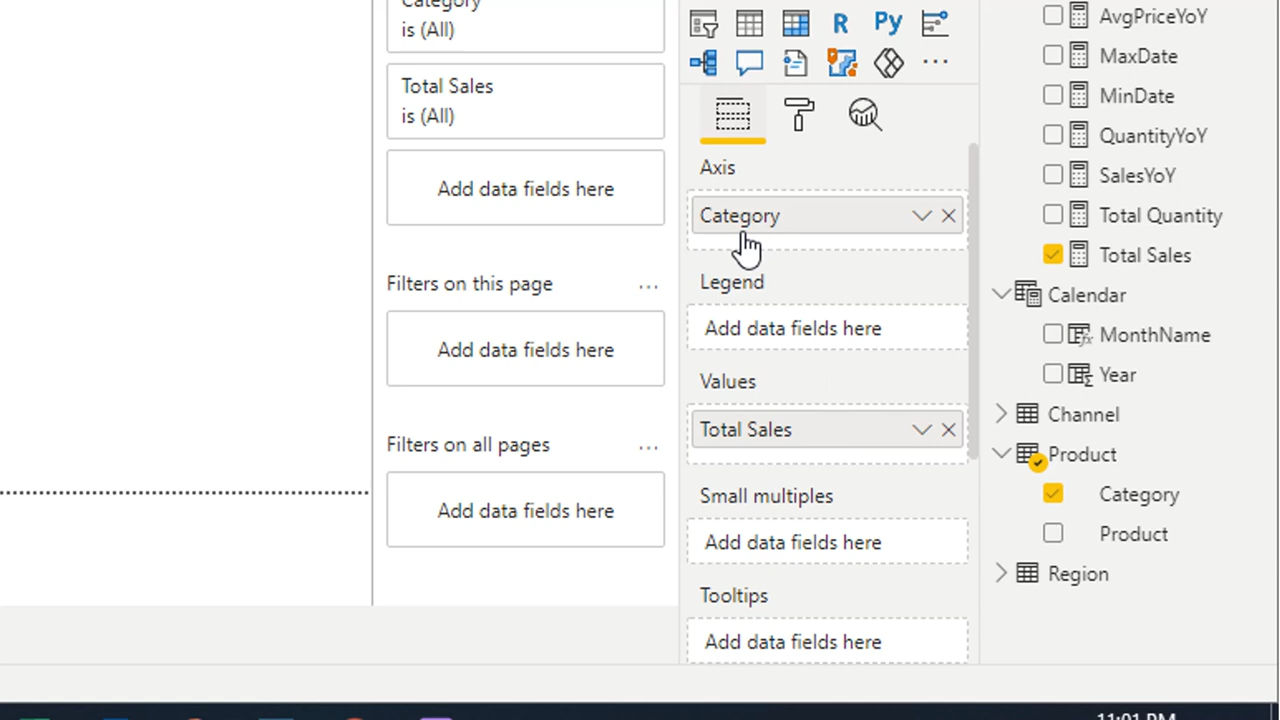 Category
is (All)
Total Sales
is (All)
Add data fields here
Filters on this page
...
Add data fields here
Filters on all pages
...
Add data fields here
R
Py
...
Axis
Category
Legend
Add data fields here
Values
Total Sales
Small multiples
Add data fields here
Tooltips
Add data fields here
AvgPriceYoY
MaxDate
MinDate
QuantityYoY
SalesYoY
Total Quantity
Total Sales
Calendar
MonthName
Year
Channel
Product
Category
Product
Region
11:01 PM